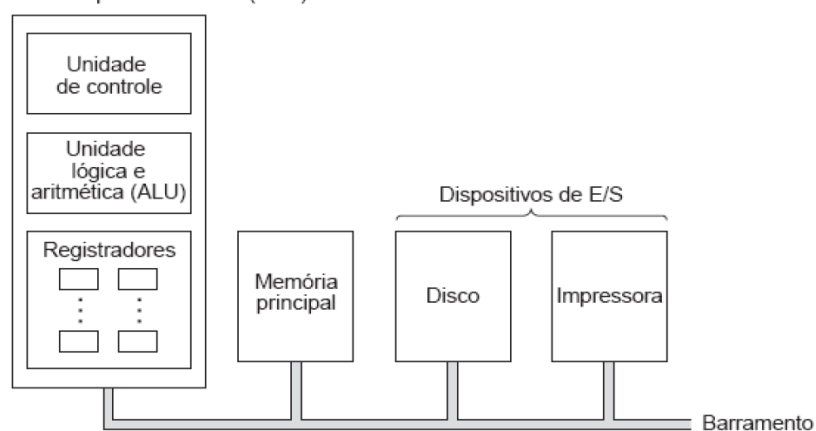 Unidade
de controle
Unidade
lógica e
aritmética (ALU)
Registradores
Memória
principal
Dispositivos de E/S
Disco
Impressora
Barramento